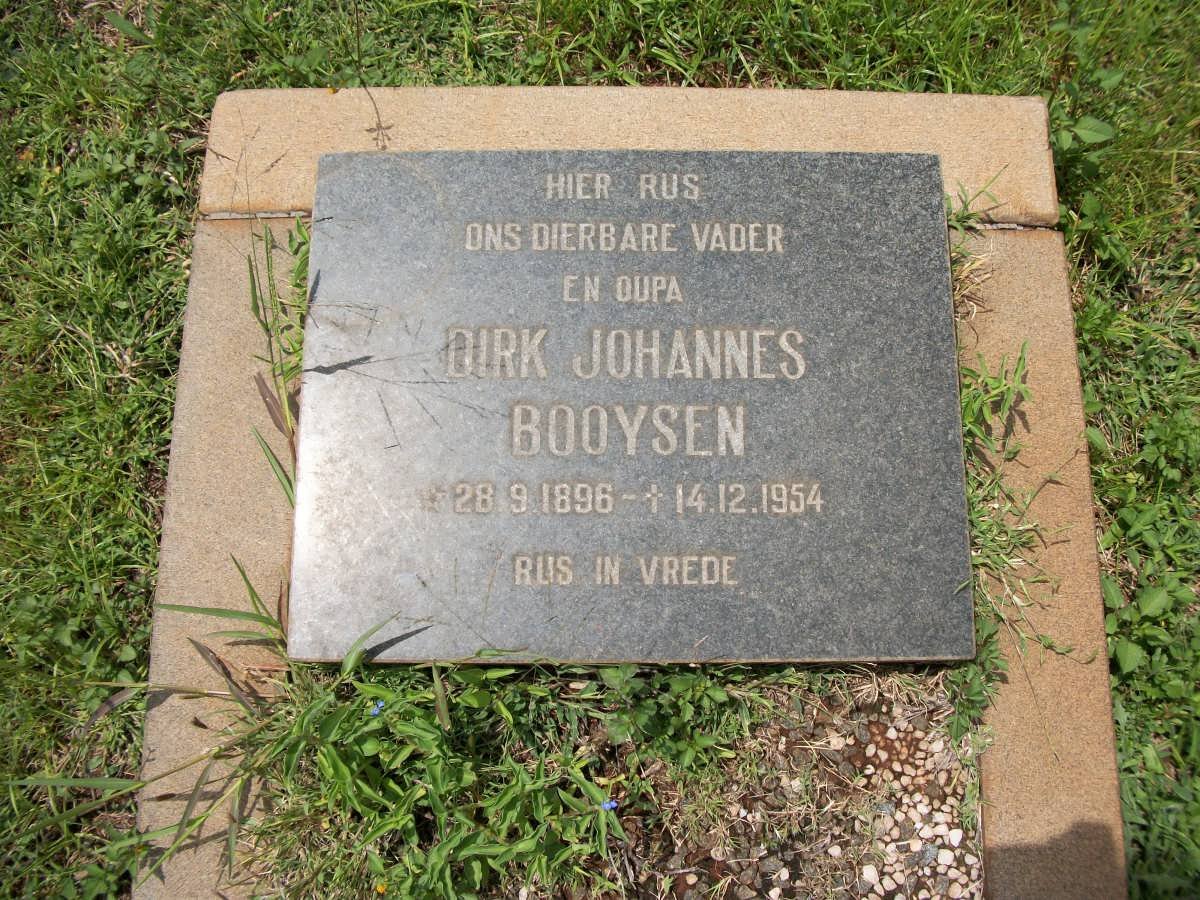 HIER RUS
ONS DIERBARE VADER
EN OUPA
DIRK JOHANNES
BOOYSEN
* 28.9.1896 - † 14.12.1954
RUS IN VREDE